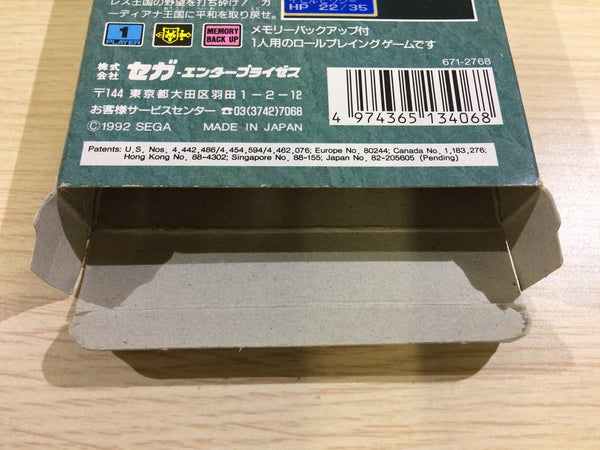 レス王国の野望を打ち砕け! ガ
ーディアナ王国に平和を取り戻せ。
HP 22/35
1
PLAYER
MEMORY
BACK UP
メモリーバックアップ付
1人用のロールプレイングゲームです
671-2768
株式会社 セガ・エンタープライゼス
〒144 東京都大田区羽田1-2-12
お客様サービスセンター ☎03(3742)7068
©1992 SEGA MADE IN JAPAN
4 974365 134068
Patents: U.S. Nos. 4,442,486/4,454,594/4,462,076; Europe No. 80244; Canada No. 1,183,276;
Hong Kong No. 88-4302; Singapore No. 88-155; Japan No. 82-205605 (Pending)